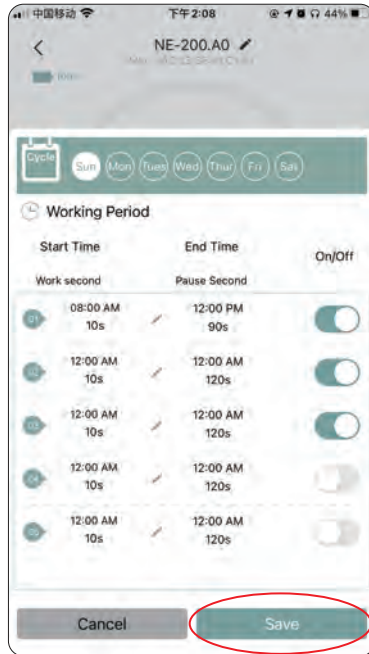 中国移动 下午2:08 44%
NE-200.A0
Cycle Sun Mon Tues Wed Thur Fri Sat
Working Period
Start Time End Time On/Off
Work second Pause Second
01 08:00 AM 12:00 PM
10s 90s
02 12:00 AM 12:00 AM
10s 120s
03 12:00 AM 12:00 AM
10s 120s
04 12:00 AM 12:00 AM
10s 120s
05 12:00 AM 12:00 AM
10s 120s
Cancel Save